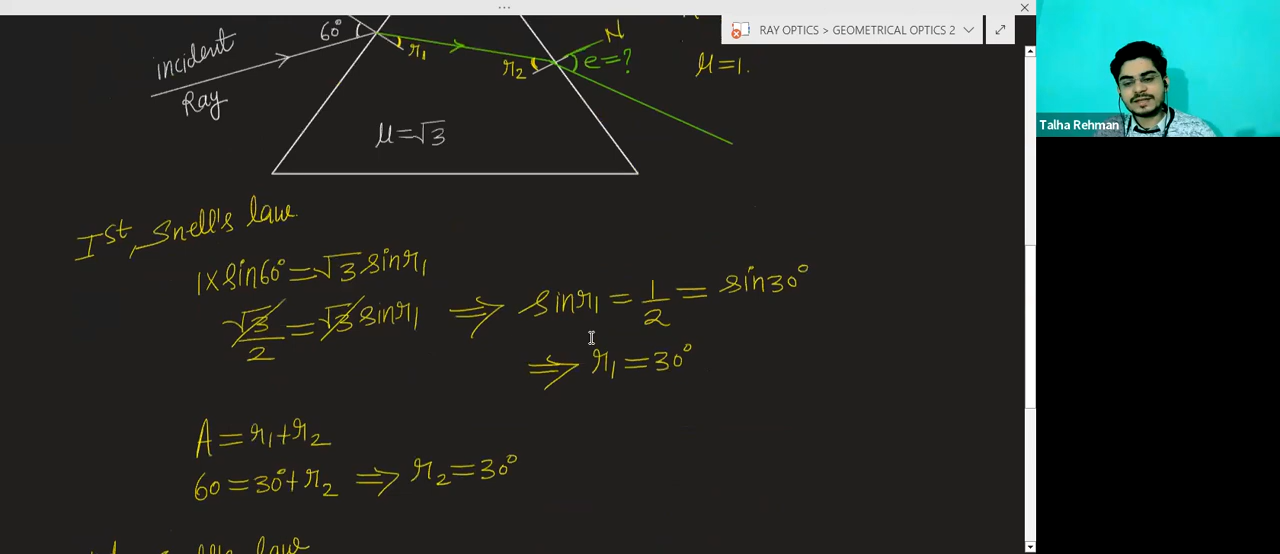 RAY OPTICS > GEOMETRICAL OPTICS 2
Talha Rehman
60°
incident
Ray
r₁
r₂
N
e=?
μ=1.
μ=√3
Ist, Snell's law
1×sin60°=√3 sinr₁
√3/2=√3 sinr₁ ⇒ sinr₁=1/2=sin30°
⇒ r₁=30°
A=r₁+r₂
60=30°+r₂ ⇒ r₂=30°